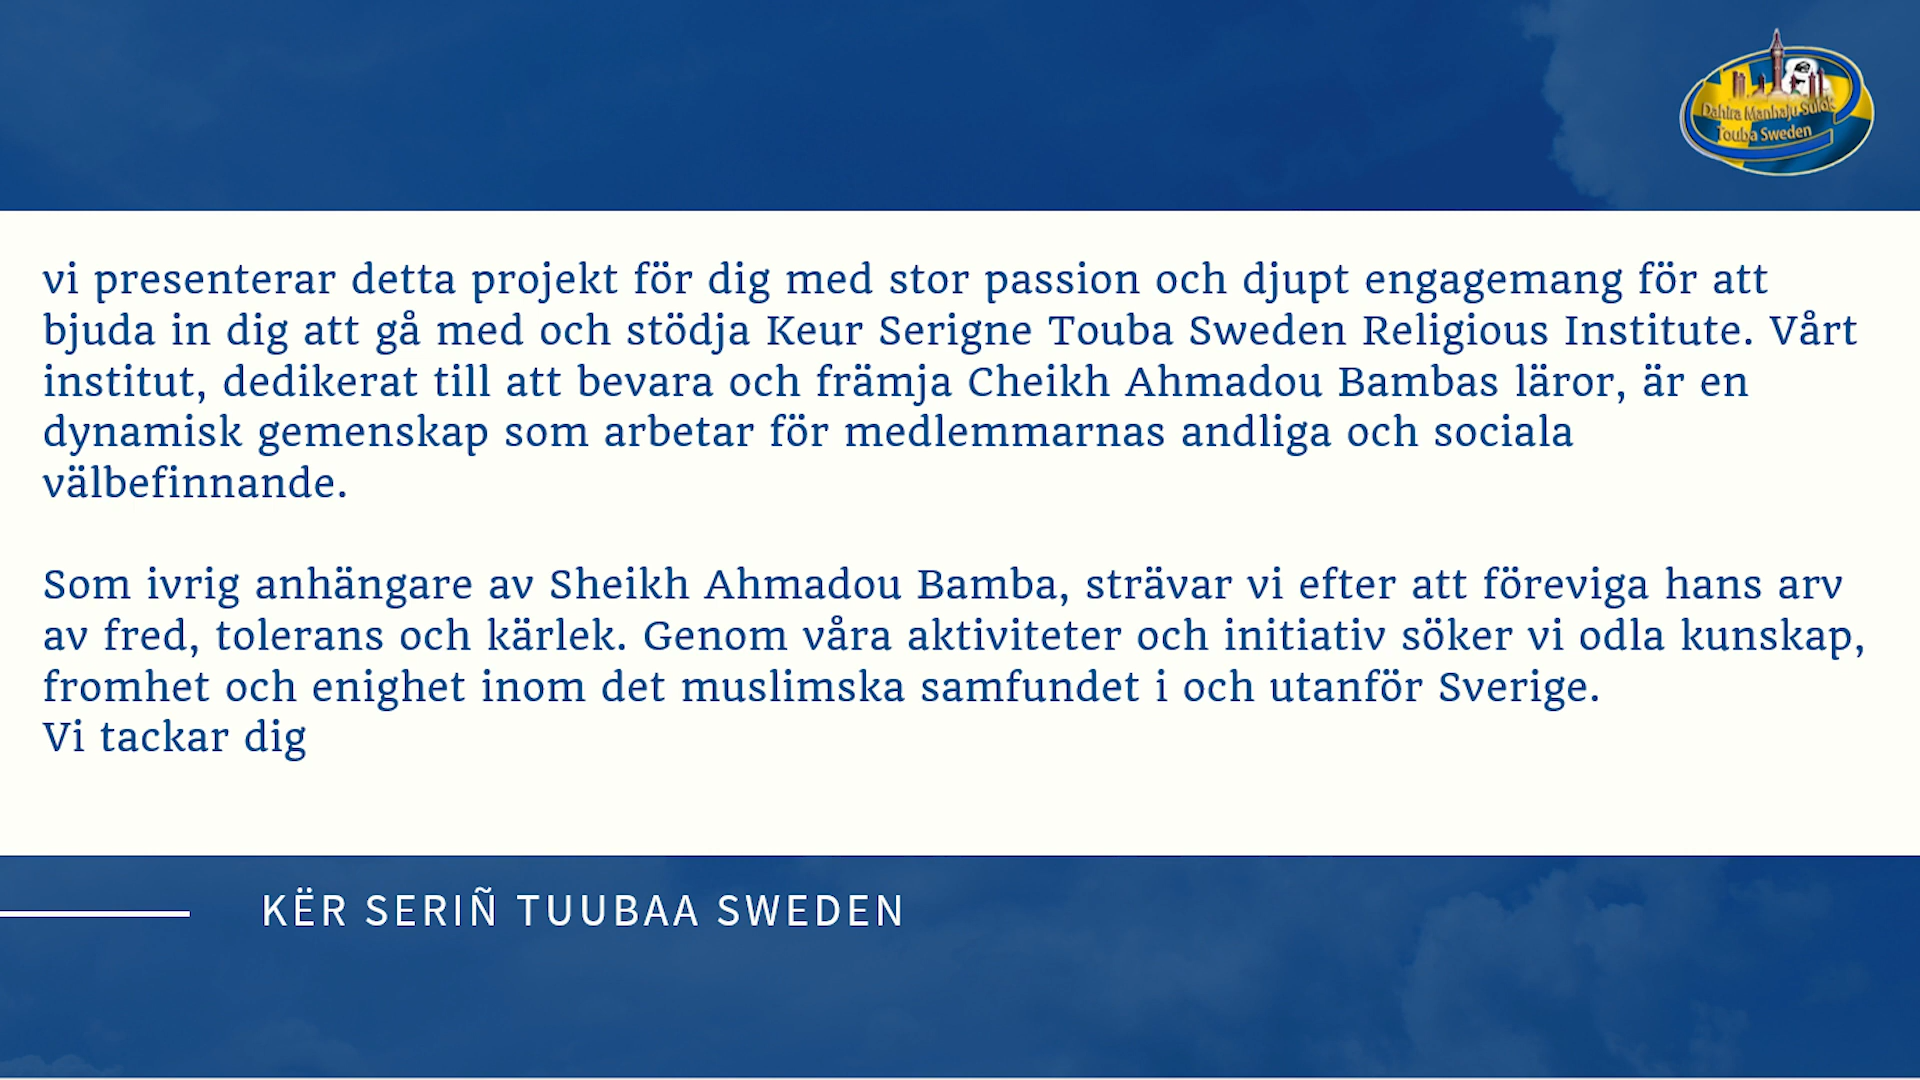 Dahira Manhaju Sulok
Touba Sweden
vi presenterar detta projekt för dig med stor passion och djupt engagemang för att
bjuda in dig att gå med och stödja Keur Serigne Touba Sweden Religious Institute. Vårt
institut, dedikerat till att bevara och främja Cheikh Ahmadou Bambas läror, är en
dynamisk gemenskap som arbetar för medlemmarnas andliga och sociala
välbefinnande.
Som ivrig anhängare av Sheikh Ahmadou Bamba, strävar vi efter att föreviga hans arv
av fred, tolerans och kärlek. Genom våra aktiviteter och initiativ söker vi odla kunskap,
fromhet och enighet inom det muslimska samfundet i och utanför Sverige.
Vi tackar dig
KËR SERIÑ TUUBAA SWEDEN